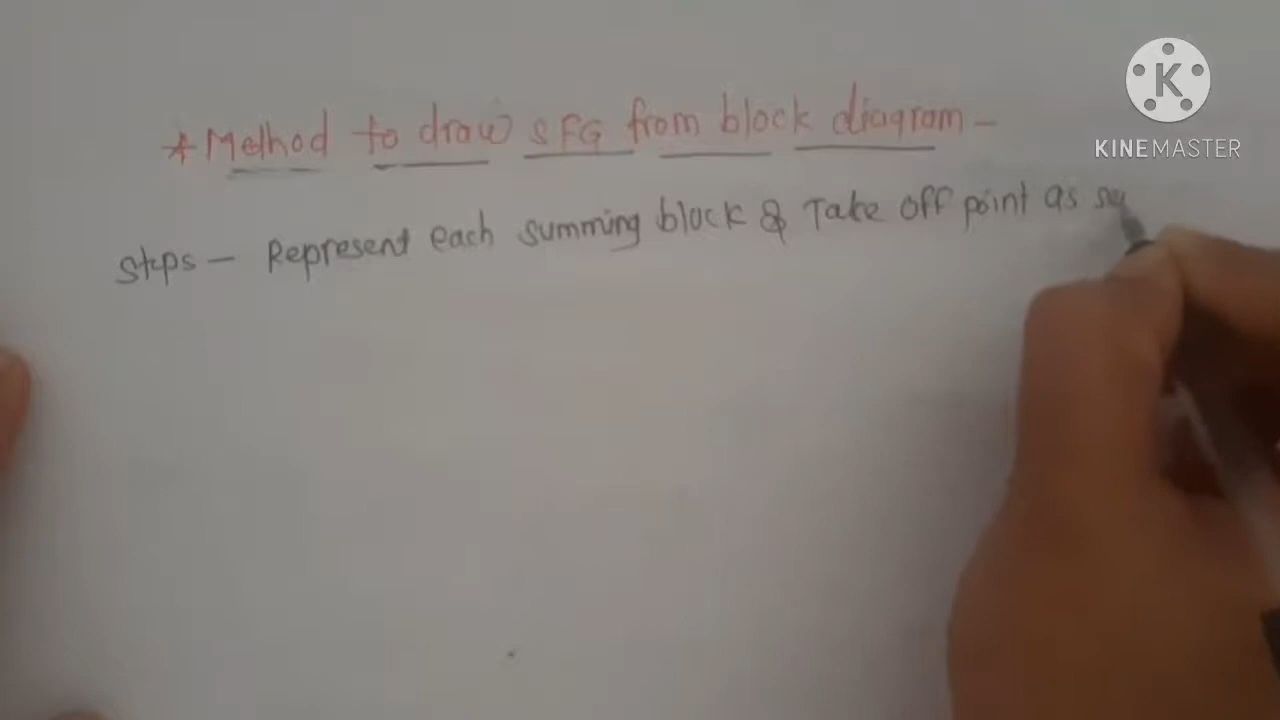 * Method to draw SFG from block diagram -
Steps - Represent each summing block & Take off point as
KINEMASTER